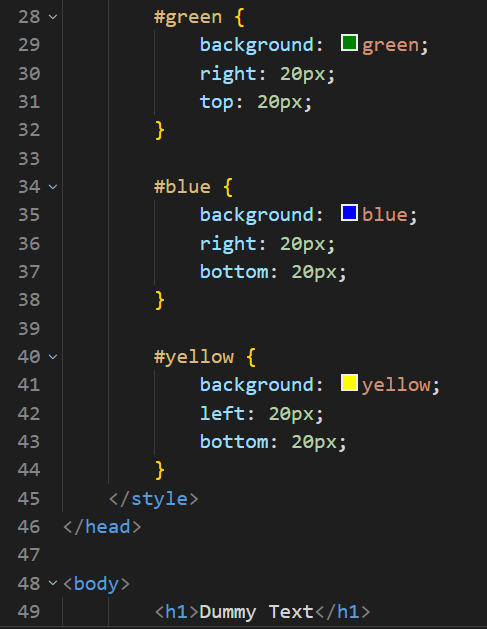 28 #green {
29 background: green;
30 right: 20px;
31 top: 20px;
32 }
33
34 #blue {
35 background: blue;
36 right: 20px;
37 bottom: 20px;
38 }
39
40 #yellow {
41 background: yellow;
42 left: 20px;
43 bottom: 20px;
44 }
45 </style>
46 </head>
47
48 <body>
49 <h1>Dummy Text</h1>